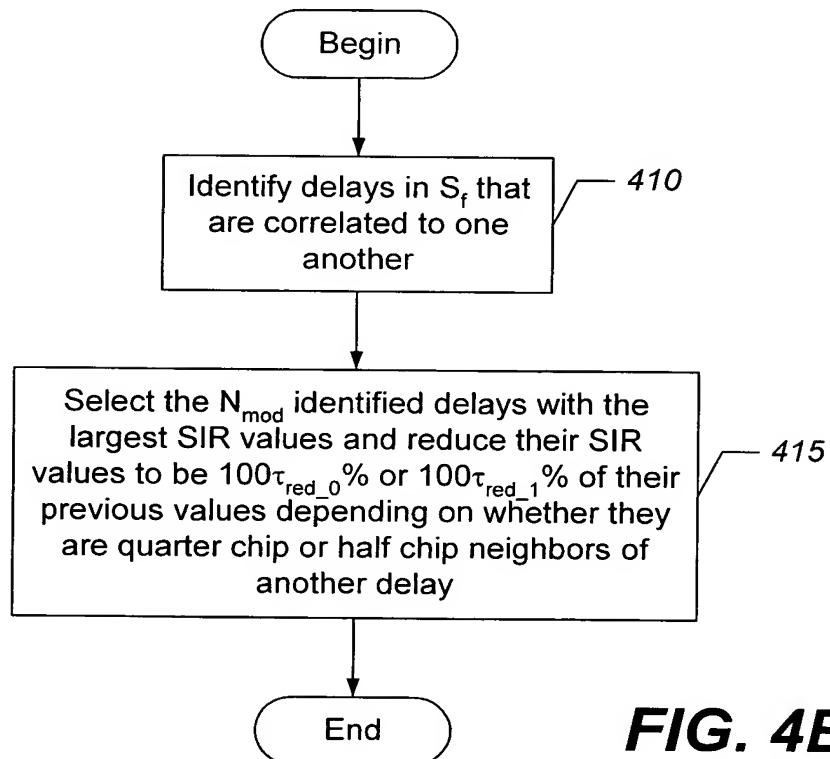 Begin
Identify delays in S_f that
are correlated to one
another
410
Select the N_mod identified delays with the
largest SIR values and reduce their SIR
values to be 100τ_red_0% or 100τ_red_1% of their
previous values depending on whether they
are quarter chip or half chip neighbors of
another delay
415
End
FIG. 4B